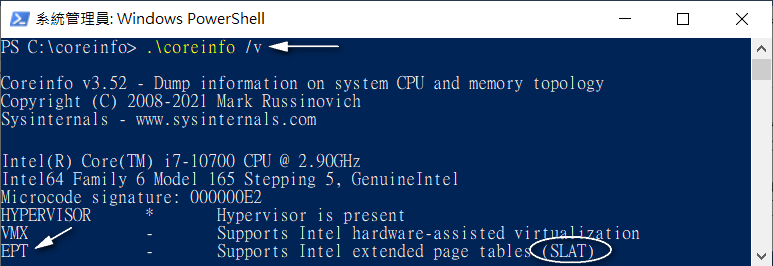 系統管理員: Windows PowerShell
PS C:\coreinfo> .\coreinfo /v
Coreinfo v3.52 - Dump information on system CPU and memory topology
Copyright (C) 2008-2021 Mark Russinovich
Sysinternals - www.sysinternals.com
Intel(R) Core(TM) i7-10700 CPU @ 2.90GHz
Intel64 Family 6 Model 165 Stepping 5, GenuineIntel
Microcode signature: 000000E2
HYPERVISOR * Hypervisor is present
VMX - Supports Intel hardware-assisted virtualization
EPT - Supports Intel extended page tables (SLAT)